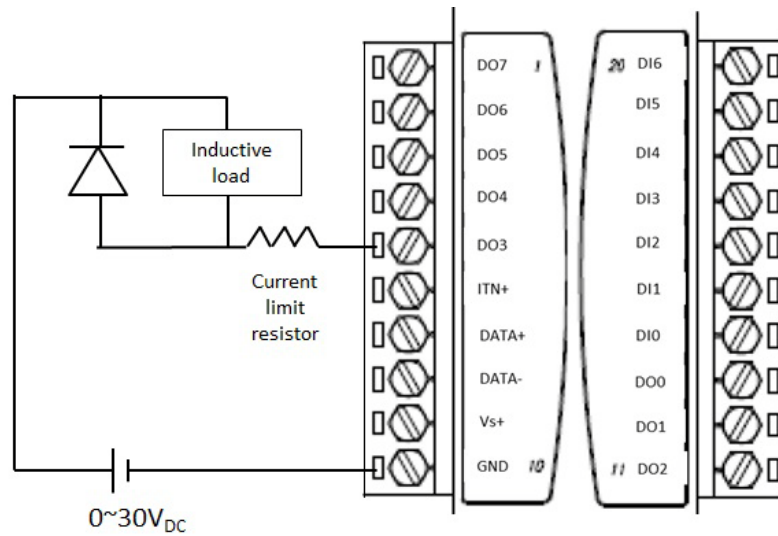 Inductive
load
Current
limit
resistor
0~30VDC
DO7 1
DO6
DO5
DO4
DO3
ITN+
DATA+
DATA-
Vs+
GND 10
20 DI6
DI5
DI4
DI3
DI2
DI1
DI0
DO0
DO1
11 DO2